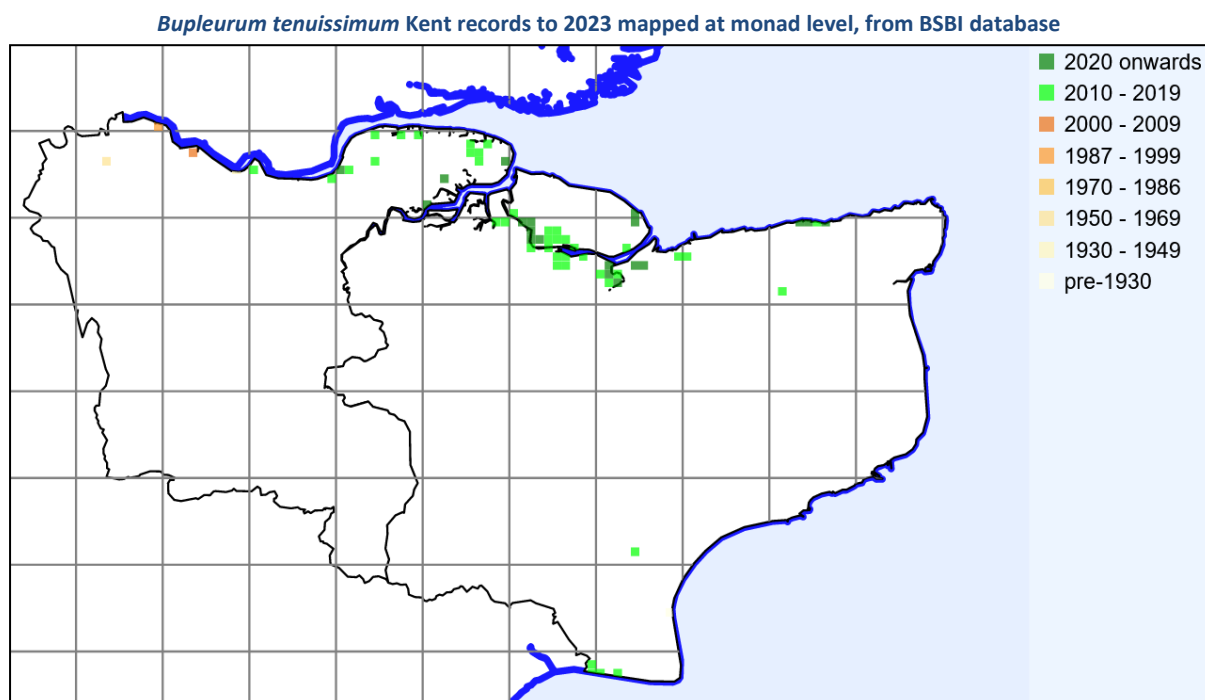 Bupleurum tenuissimum Kent records to 2023 mapped at monad level, from BSBI database
2020 onwards
2010 - 2019
2000 - 2009
1987 - 1999
1970 - 1986
1950 - 1969
1930 - 1949
pre-1930